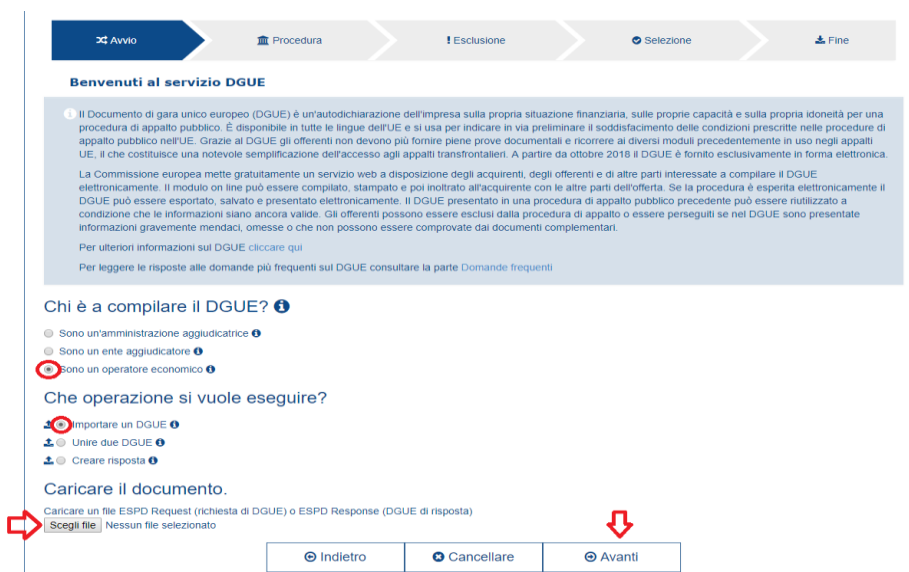 Avvio
Procedura
Esclusione
Selezione
Fine
Benvenuti al servizio DGUE
Il Documento di gara unico europeo (DGUE) è un'autodichiarazione dell'impresa sulla propria situazione finanziaria, sulle proprie capacità e sulla propria idoneità per una
procedura di appalto pubblico. È disponibile in tutte le lingue dell'UE e si usa per indicare in via preliminare il soddisfacimento delle condizioni prescritte nelle procedure di
appalto pubblico nell'UE. Grazie al DGUE gli offerenti non devono più fornire piene prove documentali e ricorrere ai diversi moduli precedentemente in uso negli appalti
UE, il che costituisce una notevole semplificazione dell'accesso agli appalti transfrontalieri. A partire da ottobre 2018 il DGUE è fornito esclusivamente in forma elettronica.
La Commissione europea mette gratuitamente un servizio web a disposizione degli acquirenti, degli offerenti e di altre parti interessate a compilare il DGUE
elettronicamente. Il modulo on line può essere compilato, stampato e poi inoltrato all'acquirente con le altre parti dell'offerta. Se la procedura è esperita elettronicamente il
DGUE può essere esportato, salvato e presentato elettronicamente. Il DGUE presentato in una procedura di appalto pubblico precedente può essere riutilizzato a
condizione che le informazioni siano ancora valide. Gli offerenti possono essere esclusi dalla procedura di appalto o essere perseguiti se nel DGUE sono presentate
informazioni gravemente mendaci, omesse o che non possono essere comprovate dai documenti complementari.
Per ulteriori informazioni sul DGUE cliccare qui
Per leggere le risposte alle domande più frequenti sul DGUE consultare la parte Domande frequenti
Chi è a compilare il DGUE?
Sono un'amministrazione aggiudicatrice
Sono un ente aggiudicatore
Sono un operatore economico
Che operazione si vuole eseguire?
Importare un DGUE
Unire due DGUE
Creare risposta
Caricare il documento.
Caricare un file ESPD Request (richiesta di DGUE) o ESPD Response (DGUE di risposta)
Scegli file Nessun file selezionato
Indietro
Cancellare
Avanti